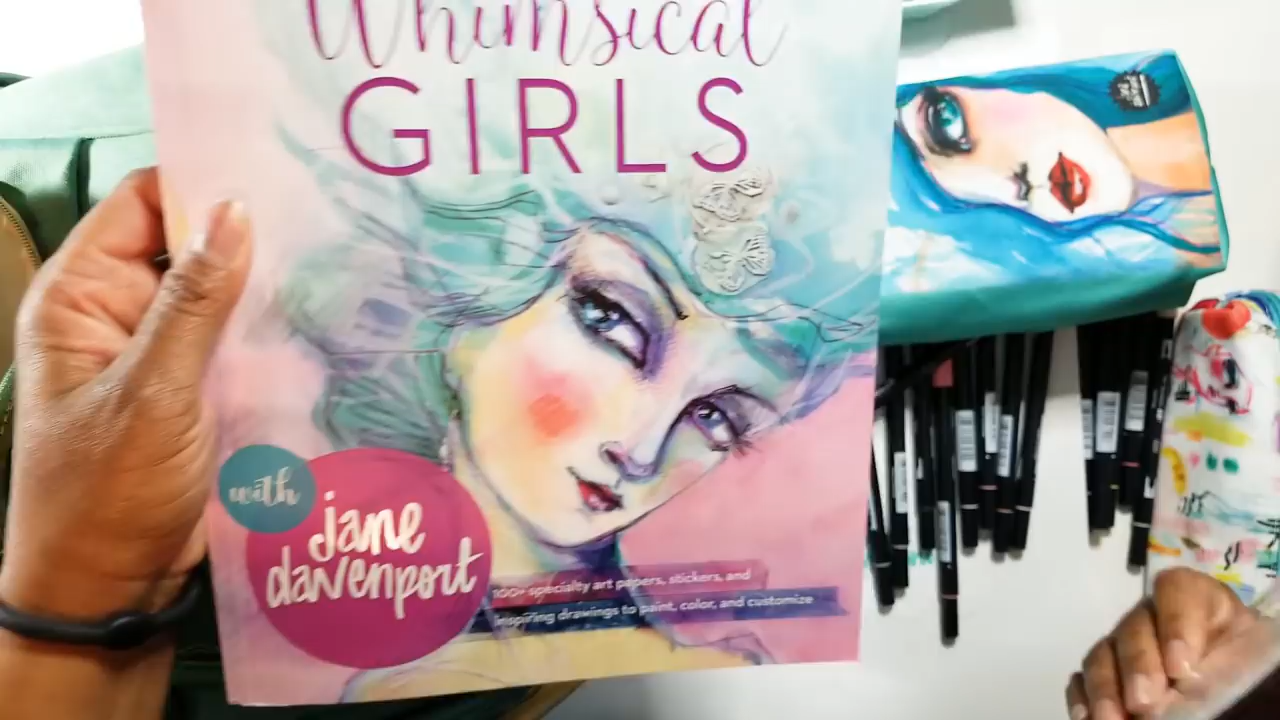 Whimsical
GIRLS
with
jane
davenport
100+ specialty art papers, stickers, and
inspiring drawings to paint, color, and customize